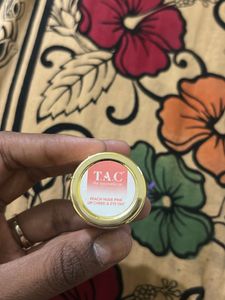 T.A.C
PEACH NUDE PINK
LIP CHEEK & EYE TINT